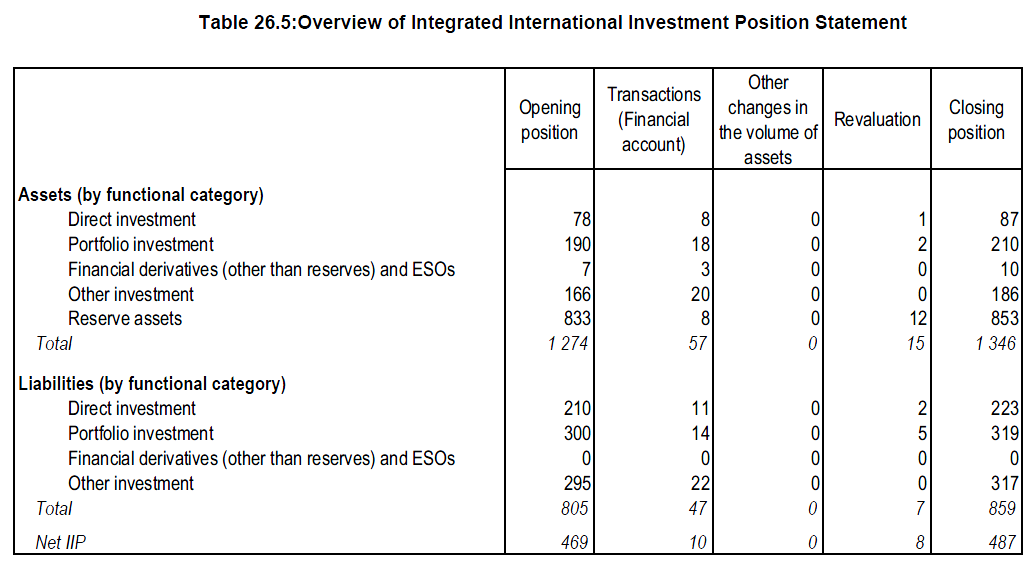 Table 26.5:Overview of Integrated International Investment Position Statement
Opening position Transactions (Financial account) Other changes in the volume of assets Revaluation Closing position
Assets (by functional category)
Direct investment 78 8 0 1 87
Portfolio investment 190 18 0 2 210
Financial derivatives (other than reserves) and ESOs 7 3 0 0 10
Other investment 166 20 0 0 186
Reserve assets 833 8 0 12 853
Total 1 274 57 0 15 1 346
Liabilities (by functional category)
Direct investment 210 11 0 2 223
Portfolio investment 300 14 0 5 319
Financial derivatives (other than reserves) and ESOs 0 0 0 0 0
Other investment 295 22 0 0 317
Total 805 47 0 7 859
Net IIP 469 10 0 8 487